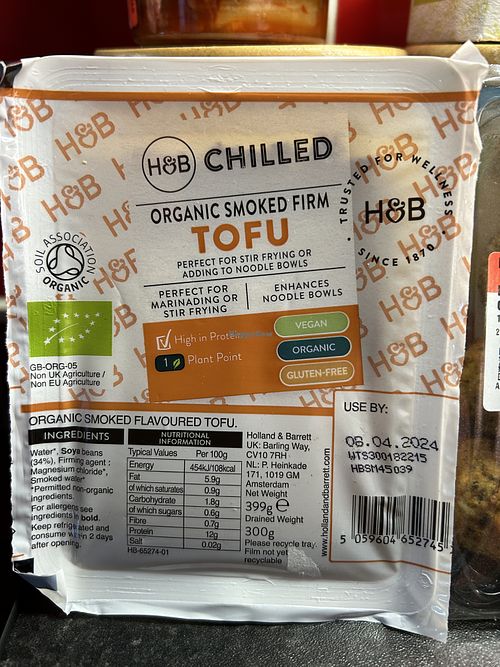 H&B CHILLED
ORGANIC SMOKED FIRM
TOFU
PERFECT FOR STIR FRYING OR
ADDING TO NOODLE BOWLS
PERFECT FOR
MARINADING OR
STIR FRYING
ENHANCES
NOODLE BOWLS
High in Protein
1 Plant Point
VEGAN
ORGANIC
GLUTEN-FREE
TRUSTED FOR WELLNESS
H&B
SINCE 1870
SOIL ASSOCIATION
ORGANIC
GB-ORG-05
Non UK Agriculture /
Non EU Agriculture
ORGANIC SMOKED FLAVOURED TOFU.
INGREDIENTS
Water*, Soya beans
(34%), Firming agent:
Magnesium chloride*,
Smoked water*
*Permitted non-organic
ingredients.
For allergens see
ingredients in bold.
Keep refrigerated and
consume within 2 days
after opening.
NUTRITIONAL
INFORMATION
Typical Values Per 100g
Energy 454kJ/108kcal
Fat 5.9g
of which saturates 0.9g
Carbohydrate 1.8g
of which sugars 0.6g
Fibre 0.7g
Protein 12g
Salt 0.02g
HB-65274-01
Holland & Barrett
UK: Barling Way,
CV10 7RH
NL: P. Heinkade
171, 1019 GM
Amsterdam
Net Weight
399g e
Drained Weight
300g
Please recycle tray.
Film not yet
recyclable
www.hollandandbarrett.com
USE BY:
06.04.2024
WTS300182215
HBSM45039
5 059604 652745